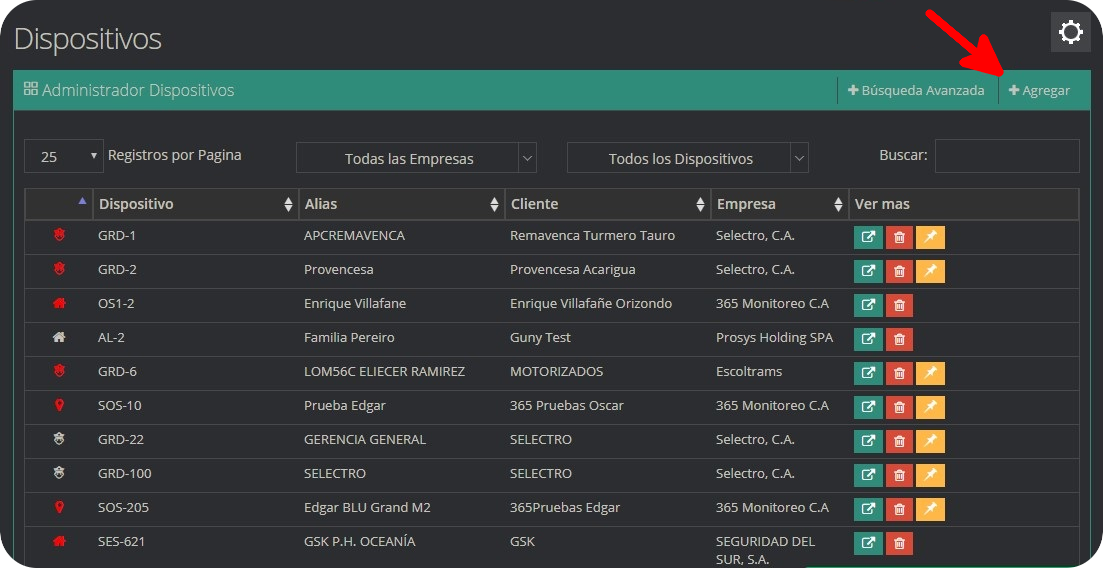 Dispositivos
Administrador Dispositivos
Búsqueda Avanzada
Agregar
25 Registros por Pagina
Todas las Empresas
Todos los Dispositivos
Buscar:
Dispositivo Alias Cliente Empresa Ver mas
GRD-1 APCREMAVENCA Remavenca Turmero Tauro Selectro, C.A.
GRD-2 Provencesa Provencesa Acarigua Selectro, C.A.
OS1-2 Enrique Villafane Enrique Villafañe Orizondo 365 Monitoreo C.A
AL-2 Familia Pereiro Guny Test Prosys Holding SPA
GRD-6 LOM56C ELIECER RAMIREZ MOTORIZADOS Escoltrams
SOS-10 Prueba Edgar 365 Pruebas Oscar 365 Monitoreo C.A
GRD-22 GERENCIA GENERAL SELECTRO Selectro, C.A.
GRD-100 SELECTRO SELECTRO Selectro, C.A.
SOS-205 Edgar BLU Grand M2 365Pruebas Edgar 365 Monitoreo C.A
SES-621 GSK P.H. OCEANÍA GSK SEGURIDAD DEL
SUR, S.A.